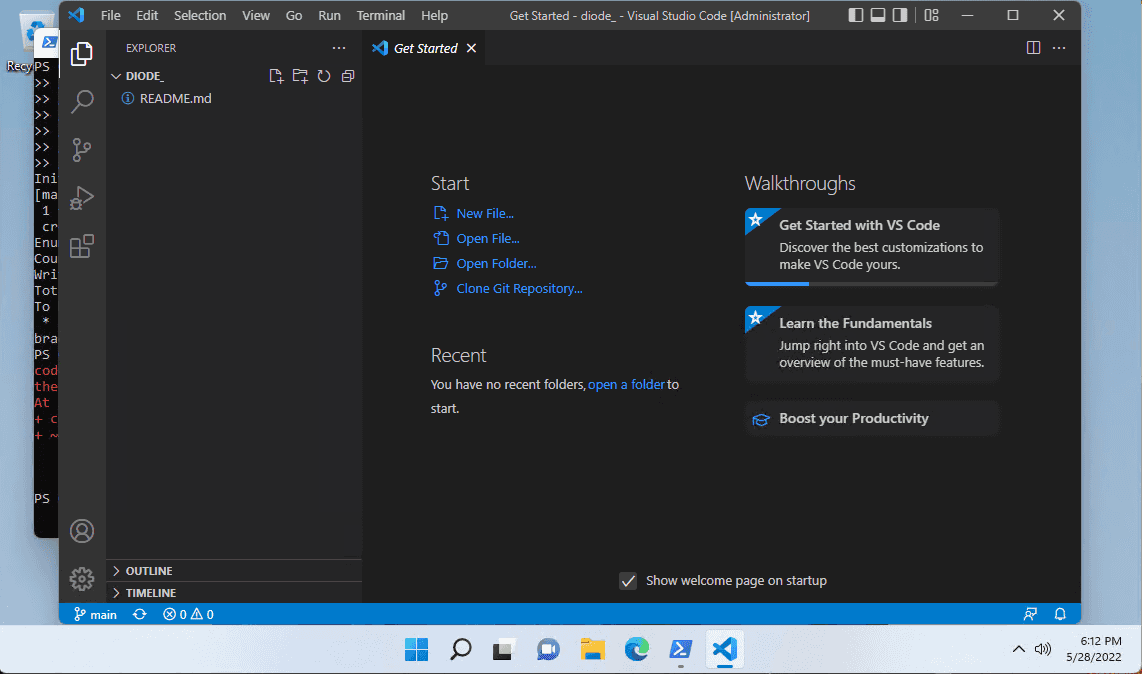 File Edit Selection View Go Run Terminal Help
Get Started - diode_ - Visual Studio Code [Administrator]
Recy
PS
>>
>>
>>
>>
>>
>>
Ini
[ma
1
cr
Enu
Cou
Wri
Tot
To
*
bra
PS
cod
the
At
+ c
+ ~
PS
EXPLORER
DIODE_
README.md
OUTLINE
TIMELINE
Get Started
Start
New File...
Open File...
Open Folder...
Clone Git Repository...
Recent
You have no recent folders, open a folder to
start.
Walkthroughs
Get Started with VS Code
Discover the best customizations to
make VS Code yours.
Learn the Fundamentals
Jump right into VS Code and get an
overview of the must-have features.
Boost your Productivity
Show welcome page on startup
main 0 0
6:12 PM
5/28/2022